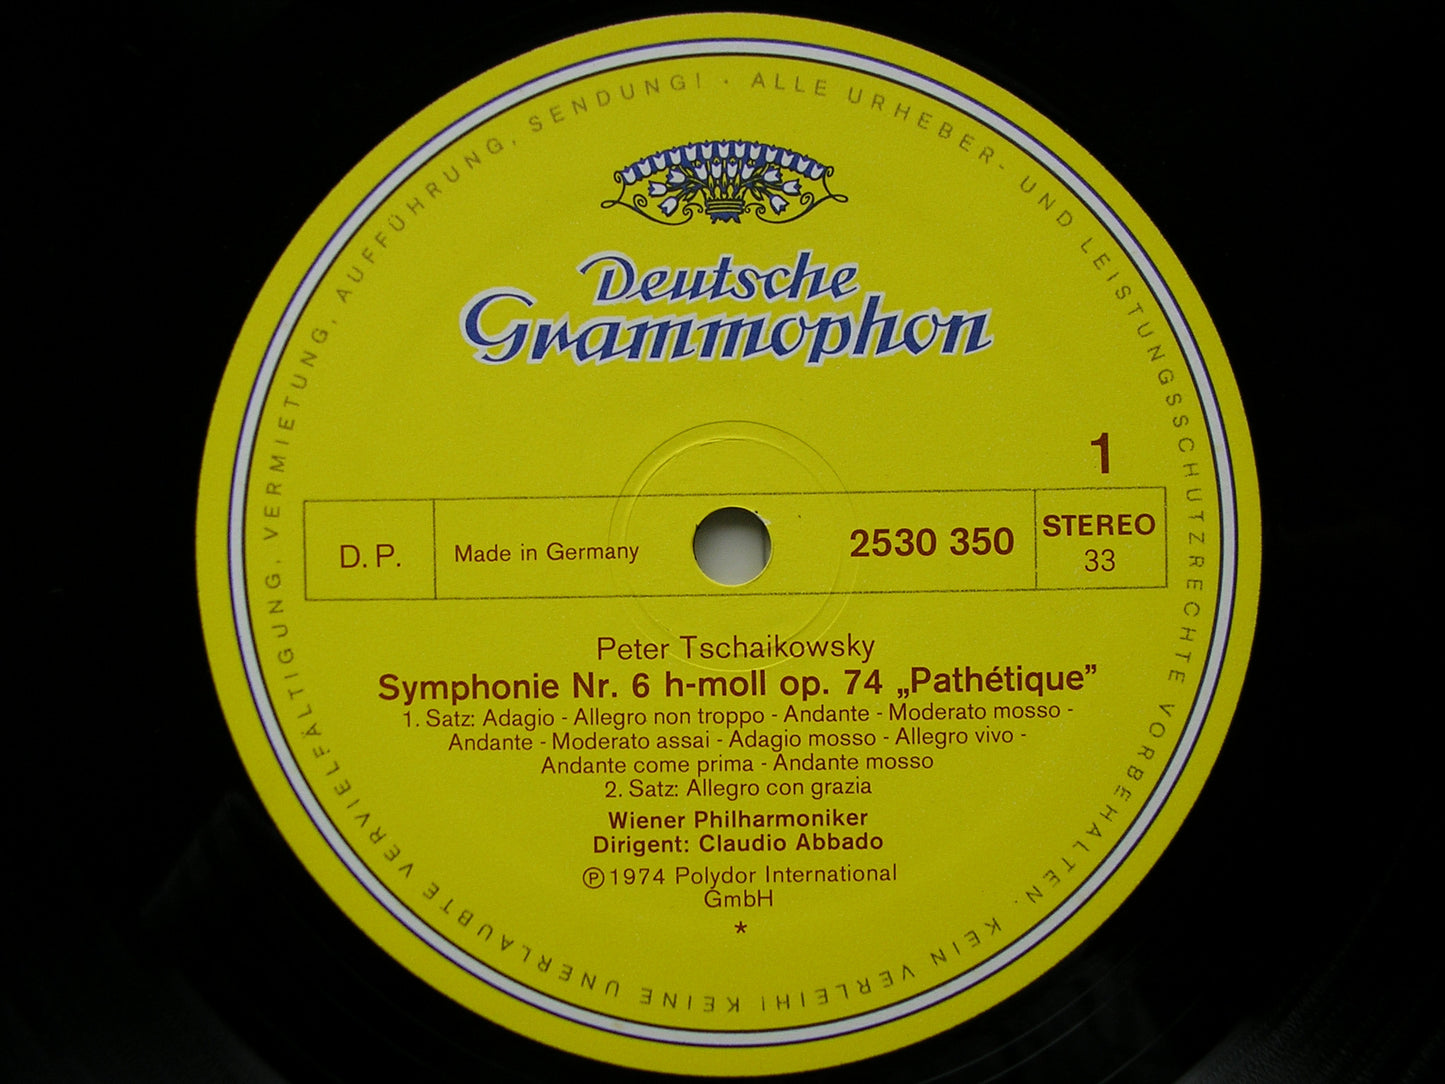 ALLE URHEBER- UND LEISTUNGSSCHUTZRECHTE VORBEHALTEN. KEIN VERLEIH! KEINE UNERLAUBTE VERVIELFÄLTIGUNG, VERMIETUNG, AUFFÜHRUNG, SENDUNG! ·
Deutsche
Grammophon
1
D. P.
Made in Germany
2530 350
STEREO
33
Peter Tschaikowsky
Symphonie Nr. 6 h-moll op. 74 „Pathétique”
1. Satz: Adagio - Allegro non troppo - Andante - Moderato mosso -
Andante - Moderato assai - Adagio mosso - Allegro vivo -
Andante come prima - Andante mosso
2. Satz: Allegro con grazia
Wiener Philharmoniker
Dirigent: Claudio Abbado
℗ 1974 Polydor International
GmbH
*